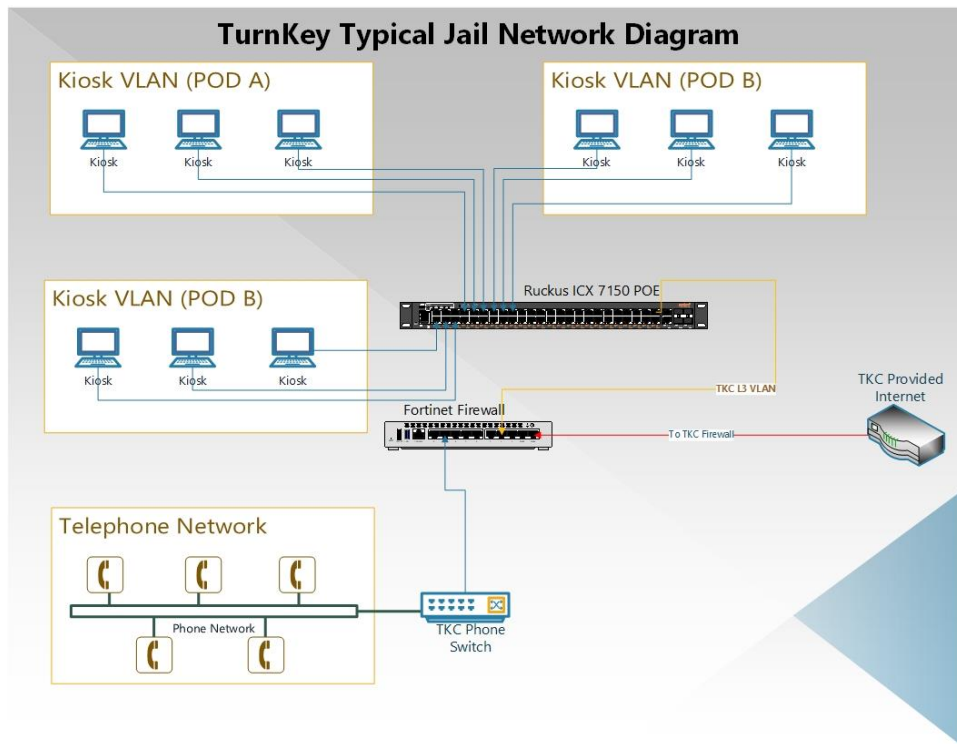 TurnKey Typical Jail Network Diagram
Kiosk VLAN (POD A)
Kiosk
Kiosk
Kiosk
Kiosk VLAN (POD B)
Kiosk
Kiosk
Kiosk
Kiosk VLAN (POD B)
Kiosk
Kiosk
Kiosk
Ruckus ICX 7150 POE
TKC L3 VLAN
Fortinet Firewall
To TKC Firewall
TKC Provided
Internet
Telephone Network
Phone Network
TKC Phone
Switch